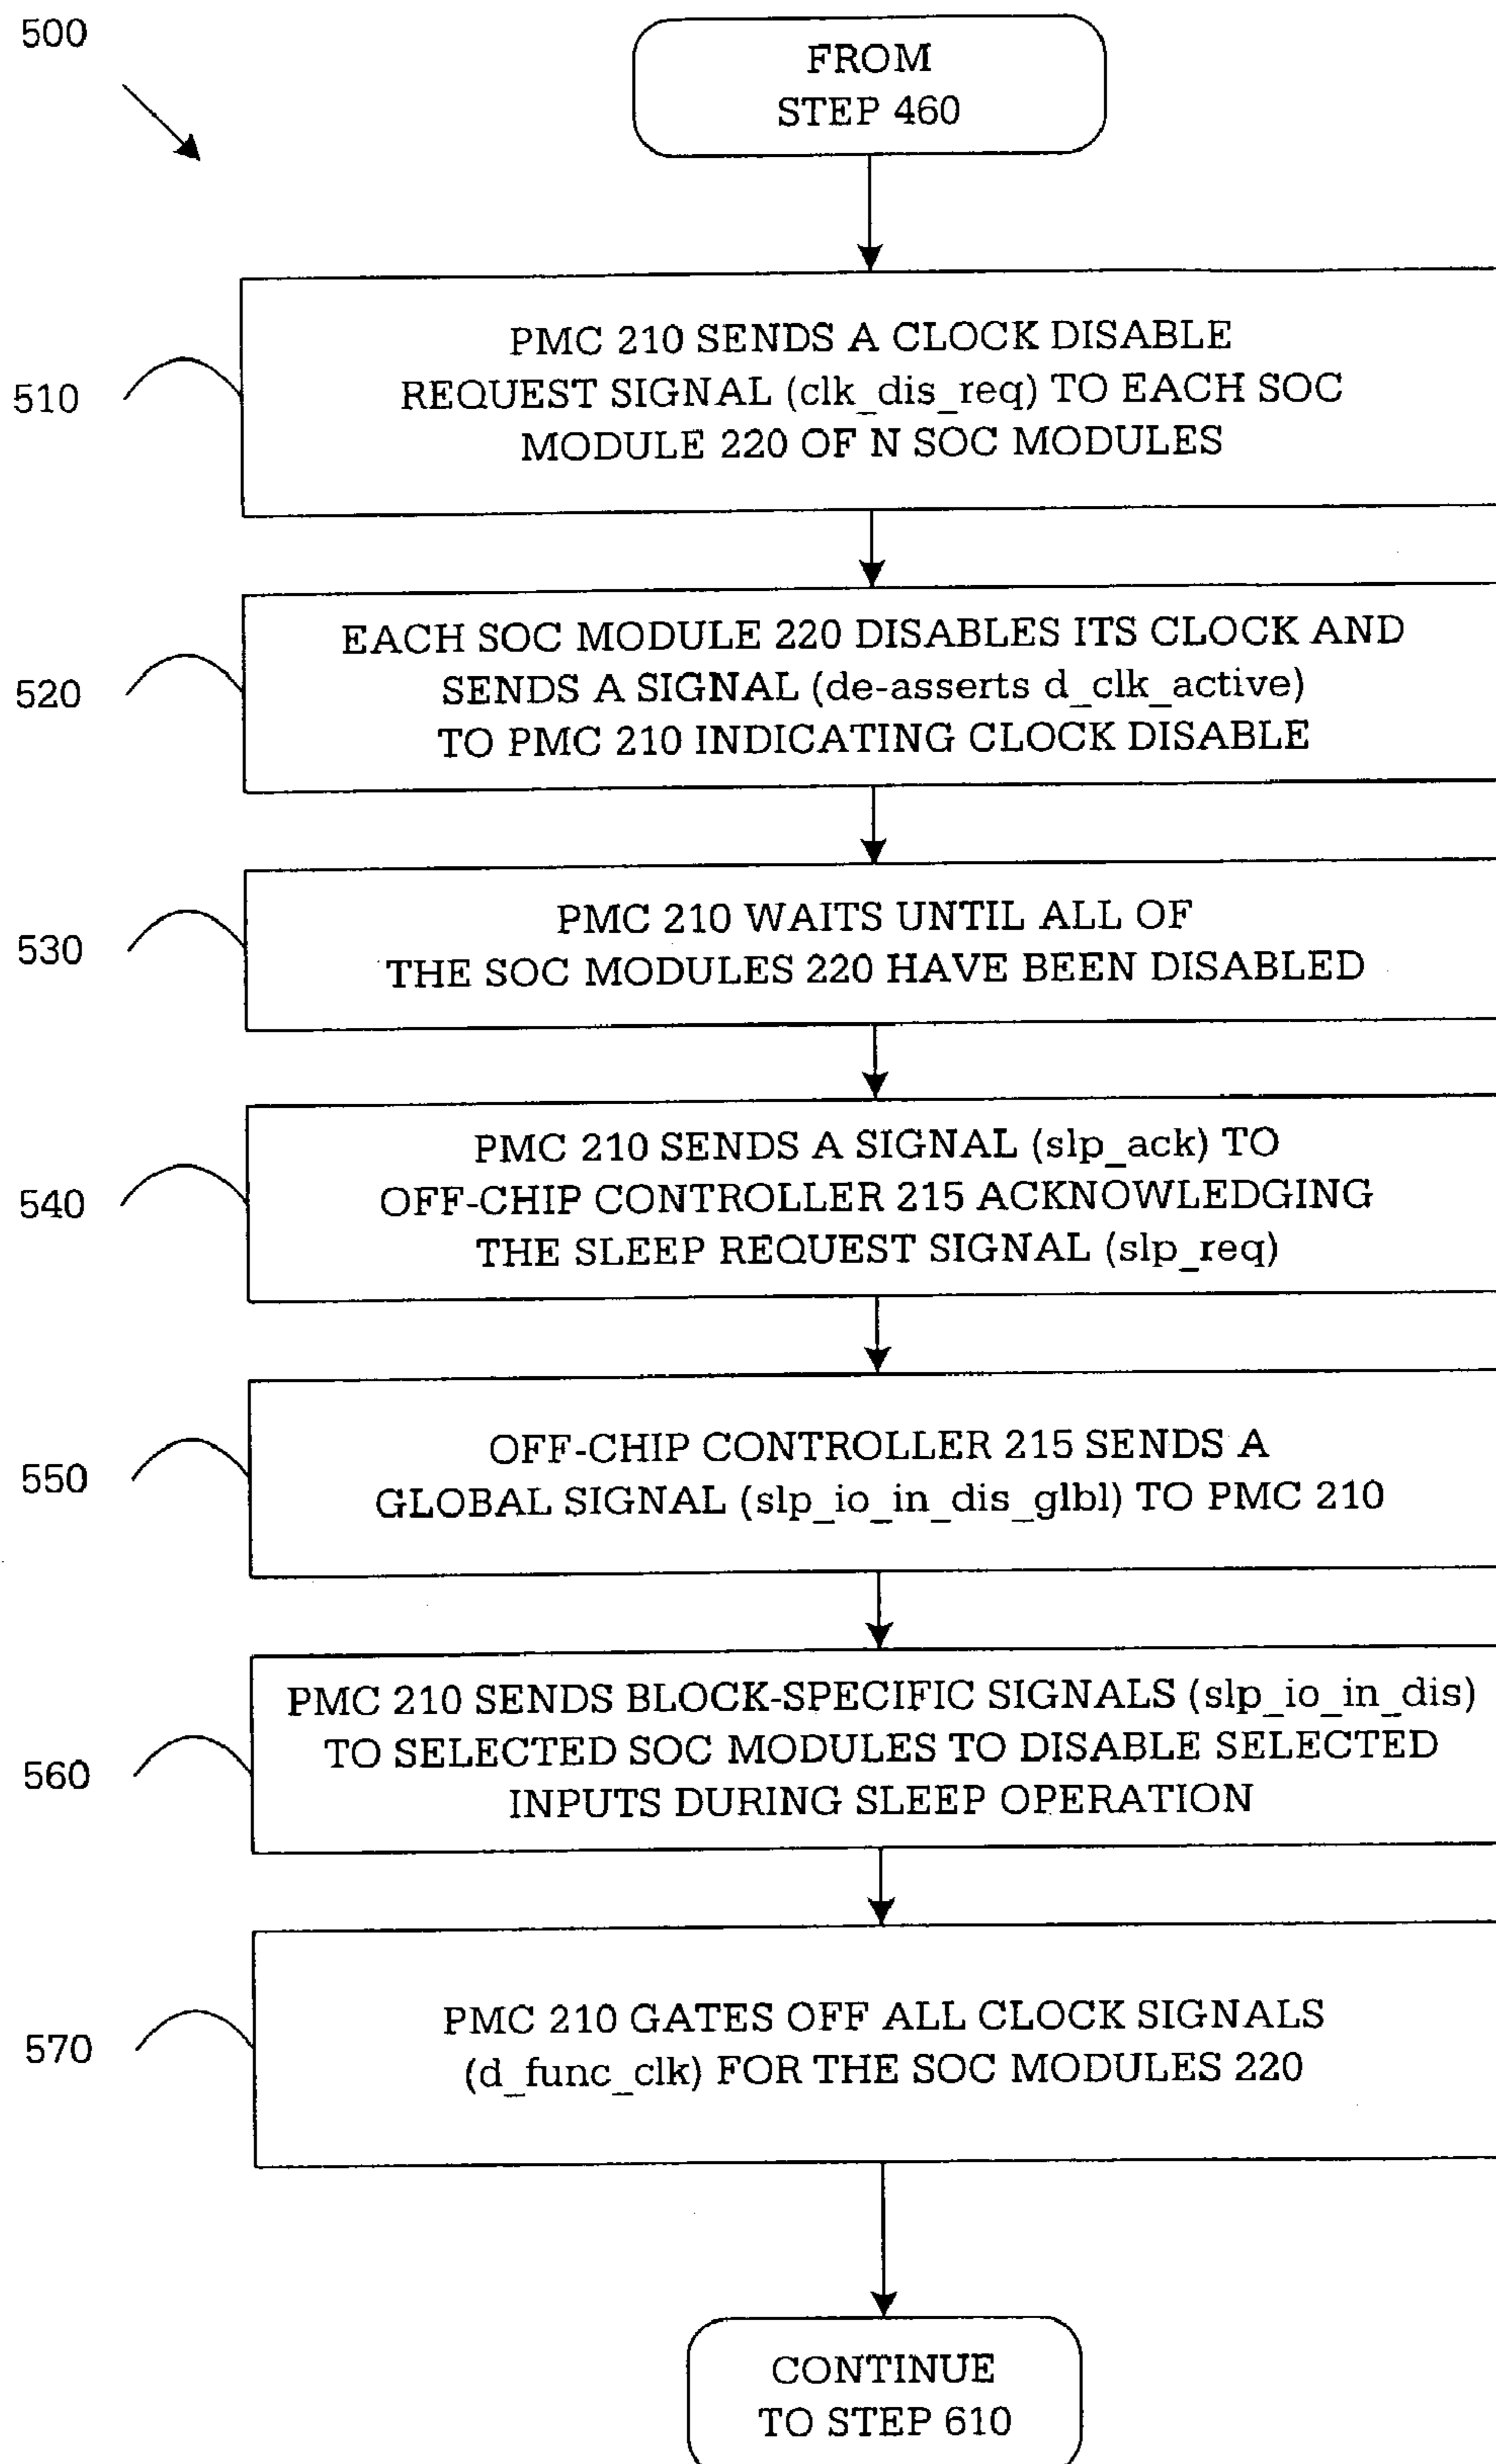 500
FROM
STEP 460
510
PMC 210 SENDS A CLOCK DISABLE
REQUEST SIGNAL (clk_dis_req) TO EACH SOC
MODULE 220 OF N SOC MODULES
520
EACH SOC MODULE 220 DISABLES ITS CLOCK AND
SENDS A SIGNAL (de-asserts d_clk_active)
TO PMC 210 INDICATING CLOCK DISABLE
530
PMC 210 WAITS UNTIL ALL OF
THE SOC MODULES 220 HAVE BEEN DISABLED
540
PMC 210 SENDS A SIGNAL (slp_ack) TO
OFF-CHIP CONTROLLER 215 ACKNOWLEDGING
THE SLEEP REQUEST SIGNAL (slp_req)
550
OFF-CHIP CONTROLLER 215 SENDS A
GLOBAL SIGNAL (slp_io_in_dis_glbl) TO PMC 210
560
PMC 210 SENDS BLOCK-SPECIFIC SIGNALS (slp_io_in_dis)
TO SELECTED SOC MODULES TO DISABLE SELECTED
INPUTS DURING SLEEP OPERATION
570
PMC 210 GATES OFF ALL CLOCK SIGNALS
(d_func_clk) FOR THE SOC MODULES 220
CONTINUE
TO STEP 610